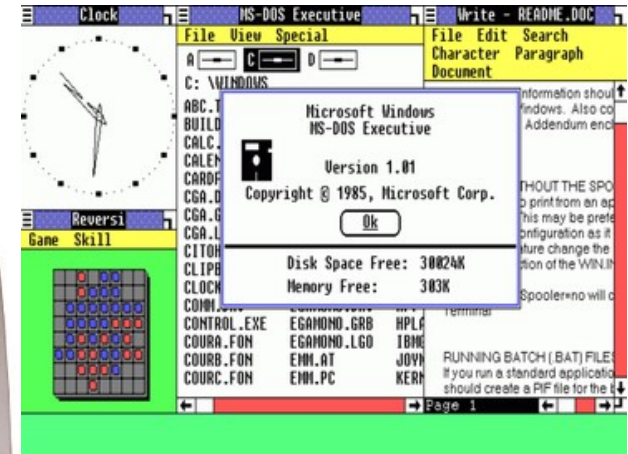 Clock
MS-DOS Executive
Write - README.DOC
File View Special
File Edit Search
Character Paragraph
Document
A
C
D
C: \WINDOWS
ABC.T
BUILD
CALC.
CALEN
CARDF
CGA.D
CGA.G
CGA.L
CITOH
CLIPB
CLOCK
CONTROL.EXE EGAMONO.GRB HPLA
COURA.FON EGAMONO.LGO IBMG
COURB.FON EMM.AT JOYN
COURC.FON EMM.PC KERN
Microsoft Windows
MS-DOS Executive
Version 1.01
Copyright © 1985, Microsoft Corp.
Ok
Disk Space Free: 30024K
Memory Free: 303K
Reversi
Game Skill
nformation shoul
Windows. Also co
Addendum encl
THOUT THE SPO
o print from an ap
This may be prefe
onfiguration as it
ature change the
ction of the WIN.IN
Spooler=no will c
Terminal
RUNNING BATCH (.BAT) FILES
If you run a standard applicatio
should create a PIF file for the b
Page 1